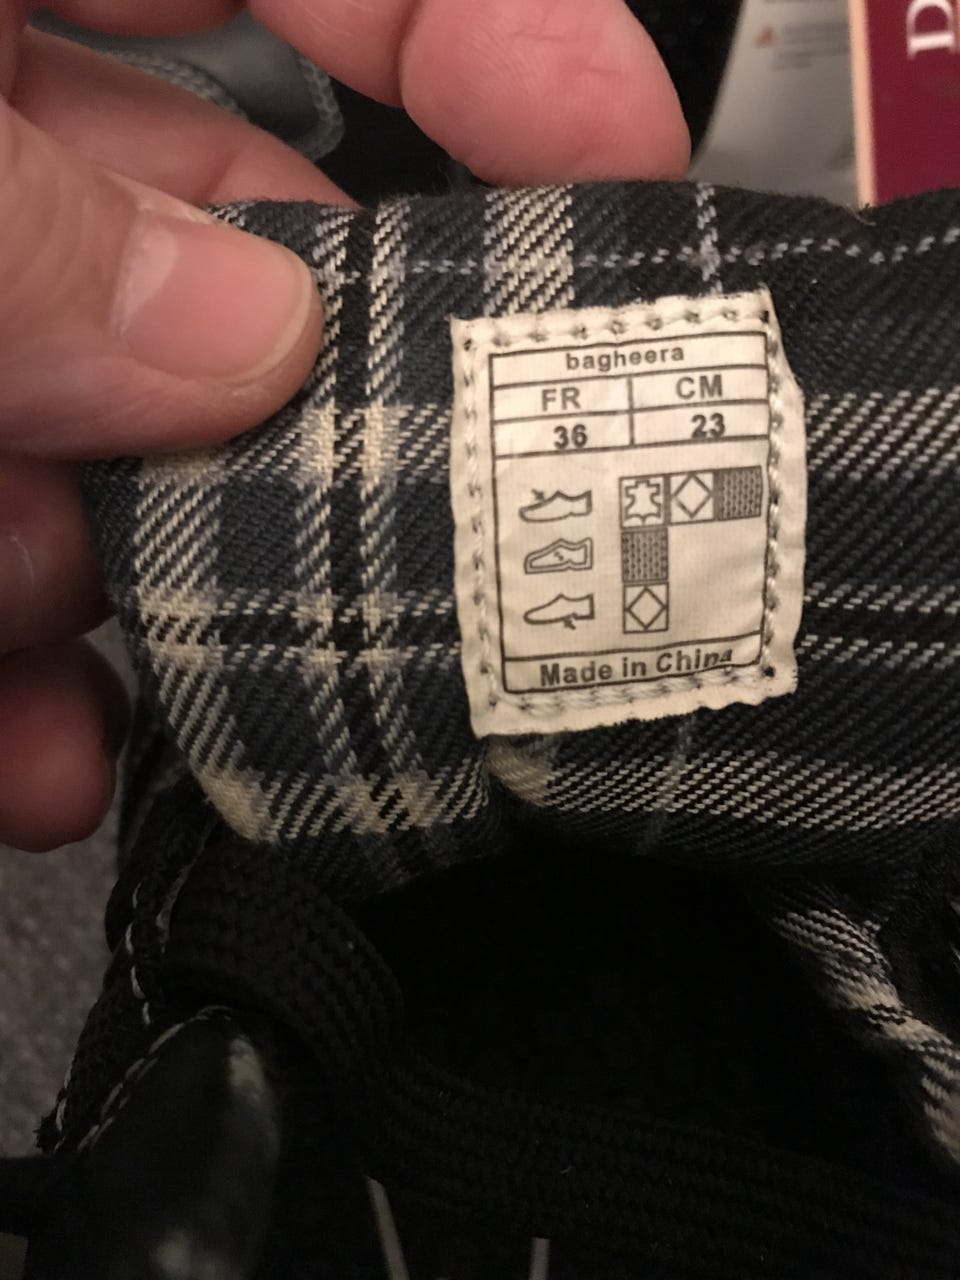 D
bagheera
FR CM
36 23
Made in China